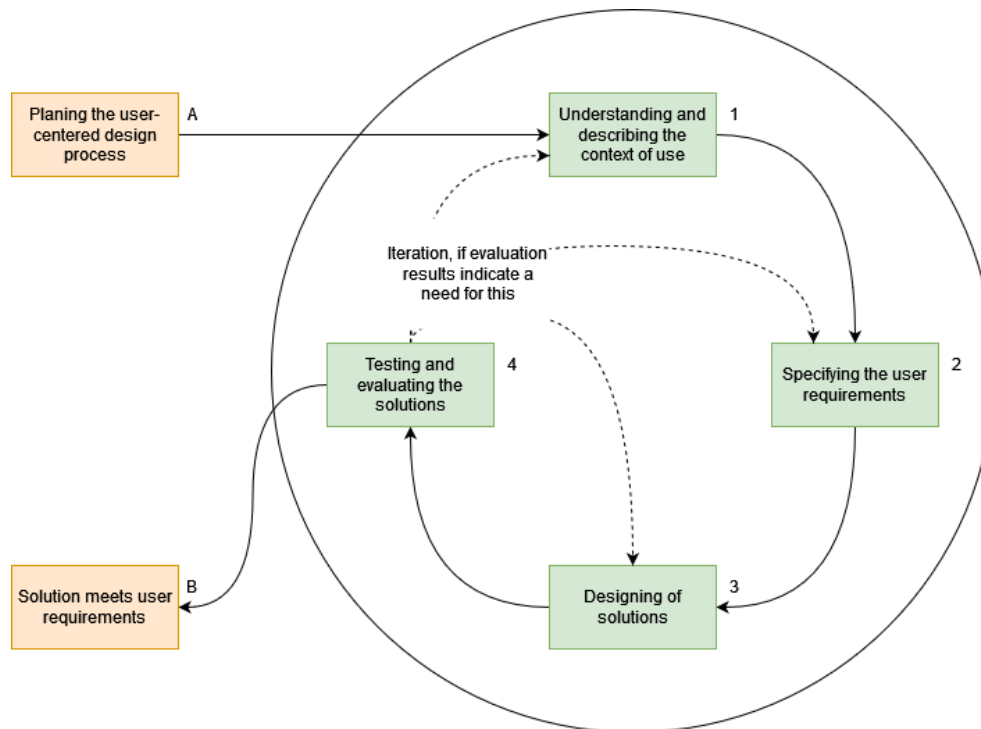 Planing the user-
centered design
process
A
Understanding and
describing the
context of use
1
Iteration, if evaluation
results indicate a
need for this
Testing and
evaluating the
solutions
4
Specifying the user
requirements
2
Solution meets user
requirements
B
Designing of
solutions
3